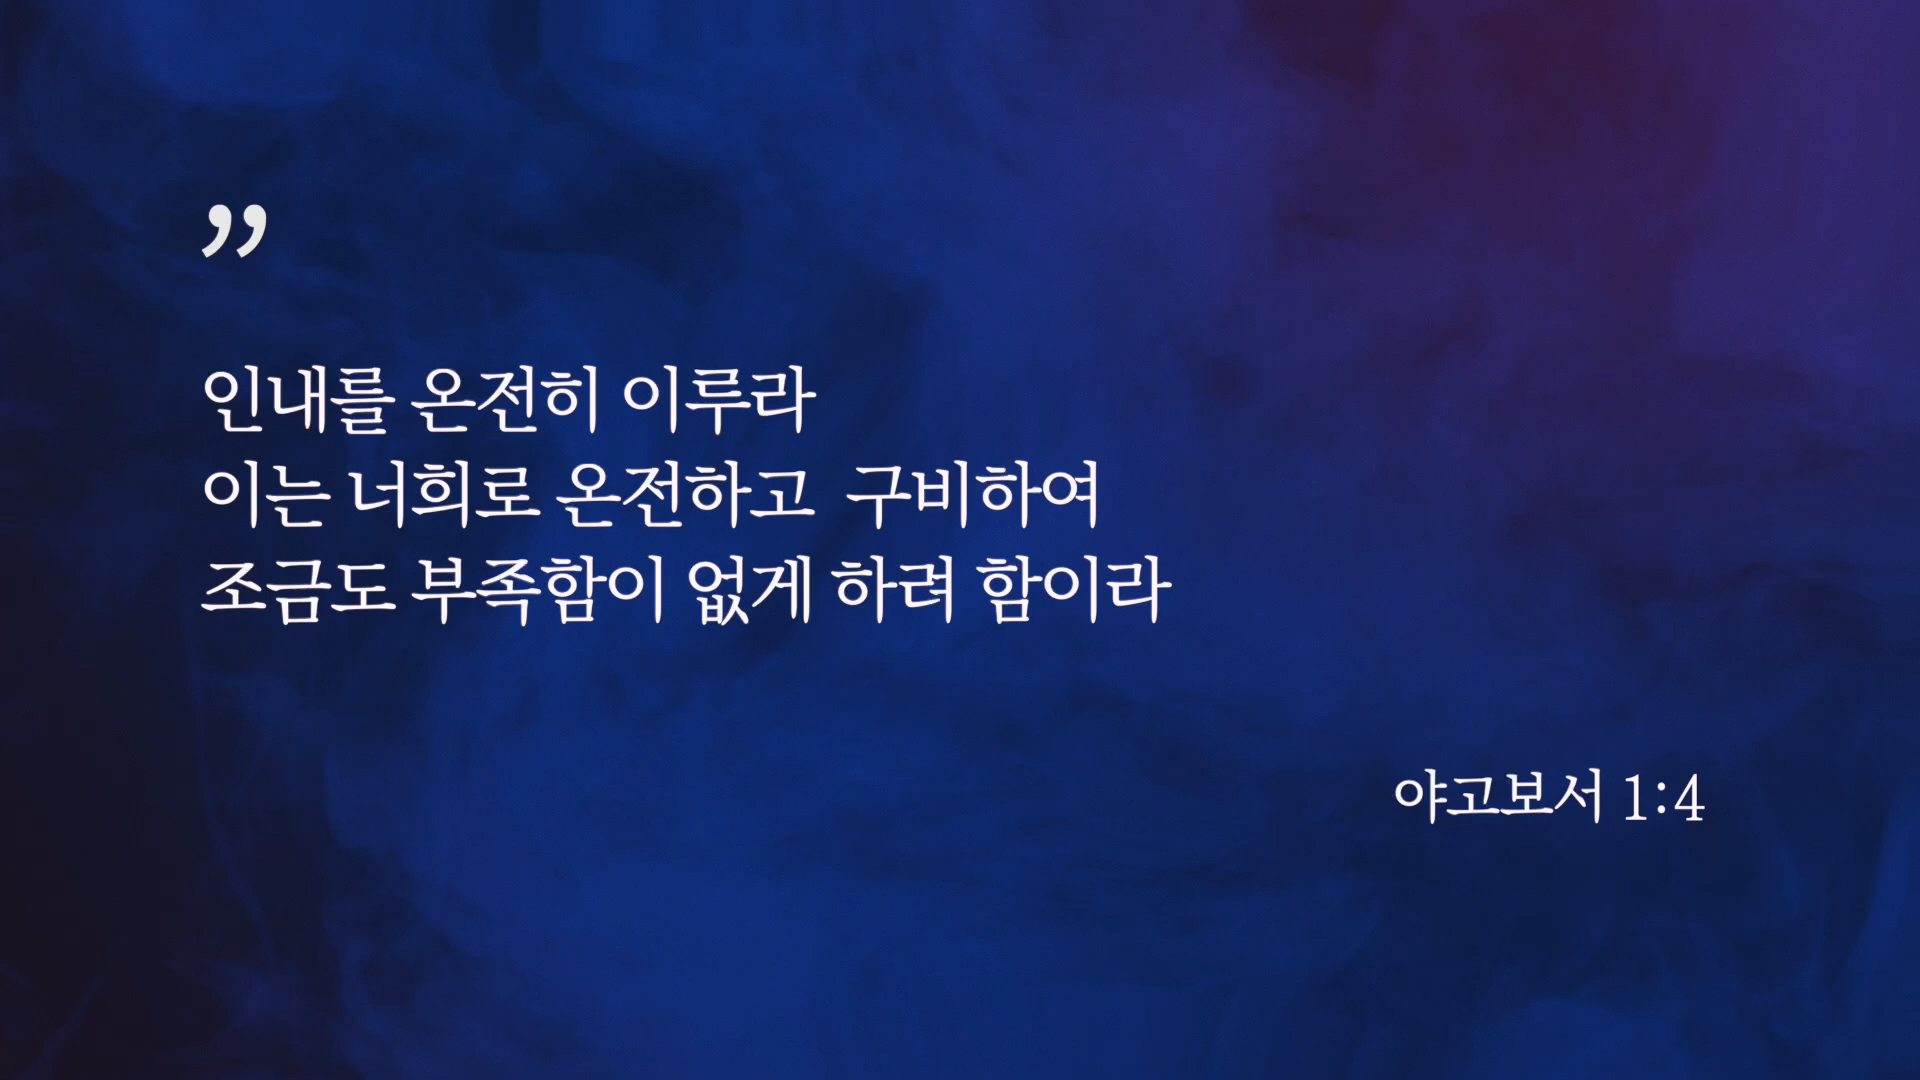 ”
인내를 온전히 이루라
이는 너희로 온전하고  구비하여
조금도 부족함이 없게 하려 함이라
야고보서 1:4